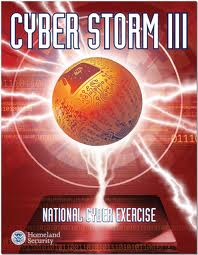 CYBER STORM III
NATIONAL CYBER EXERCISE
Homeland
Security